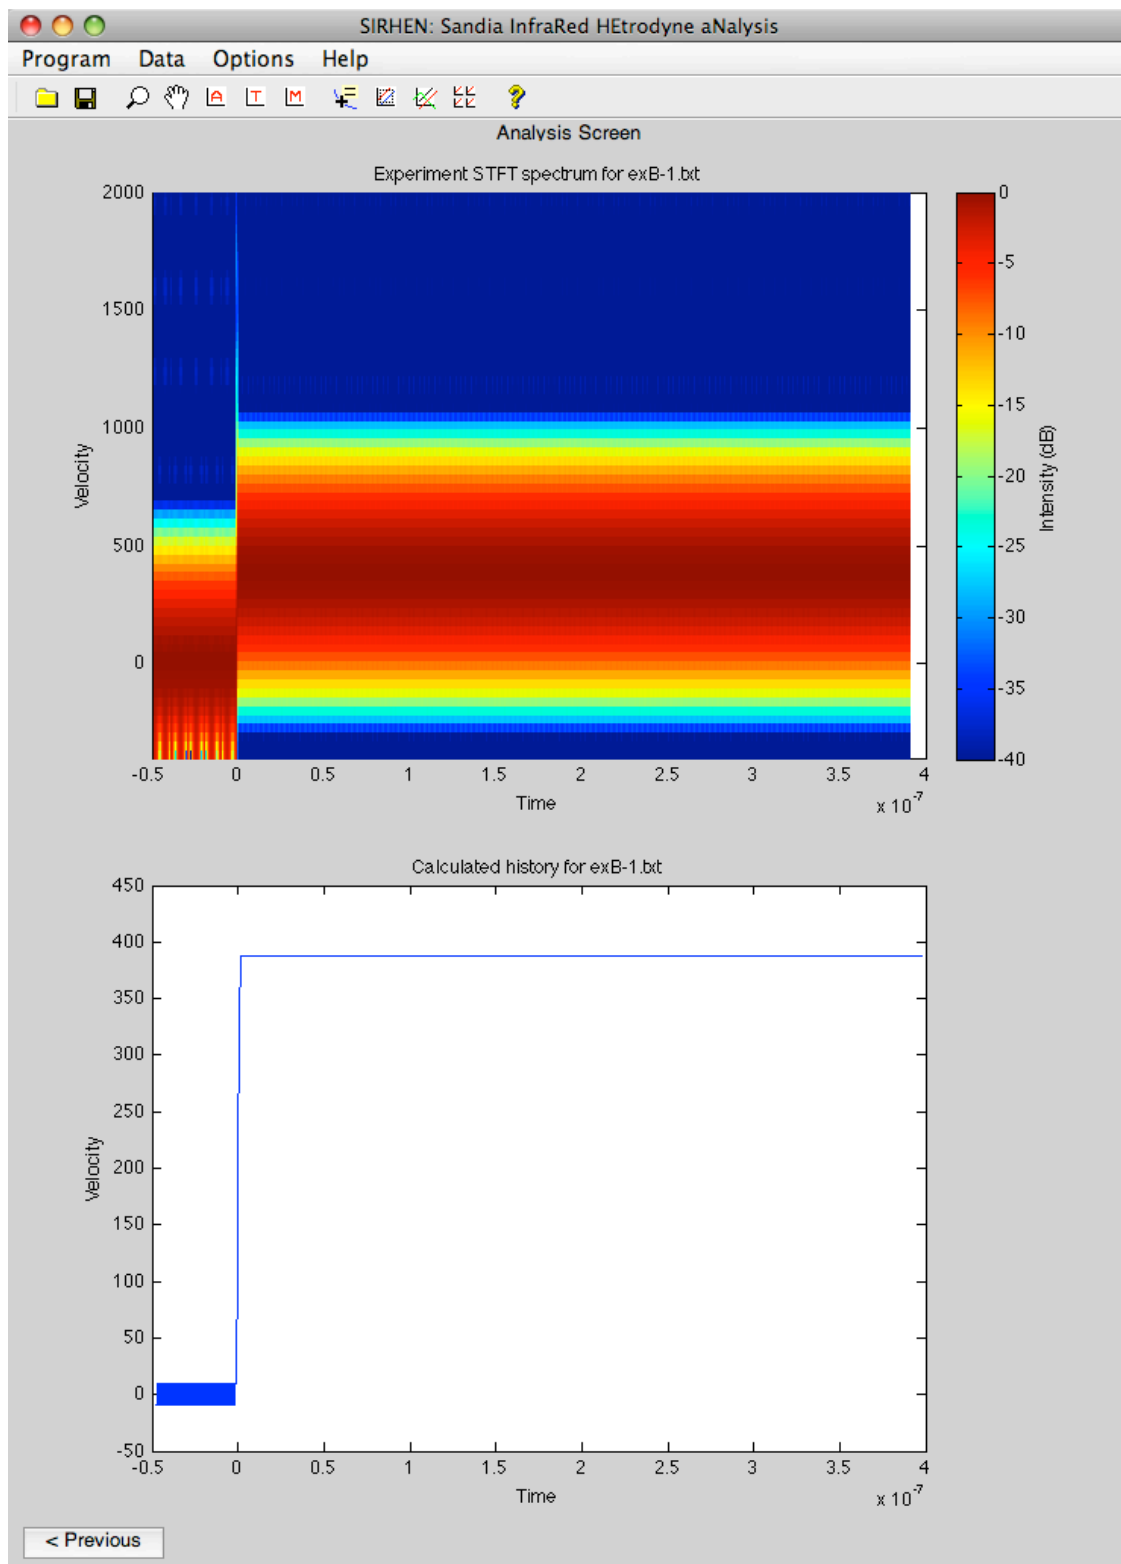 SIRHEN: Sandia InfraRed HEtrodyne aNalysis
Program Data Options Help
A T M
Analysis Screen
Experiment STFT spectrum for exB-1.txt
2000
1500
1000
500
0
Velocity
-0.5 0 0.5 1 1.5 2 2.5 3 3.5 4
Time
x 10^-7
0
-5
-10
-15
-20
-25
-30
-35
-40
Intensity (dB)
Calculated history for exB-1.txt
450
400
350
300
250
200
150
100
50
0
-50
Velocity
-0.5 0 0.5 1 1.5 2 2.5 3 3.5 4
Time
x 10^-7
< Previous